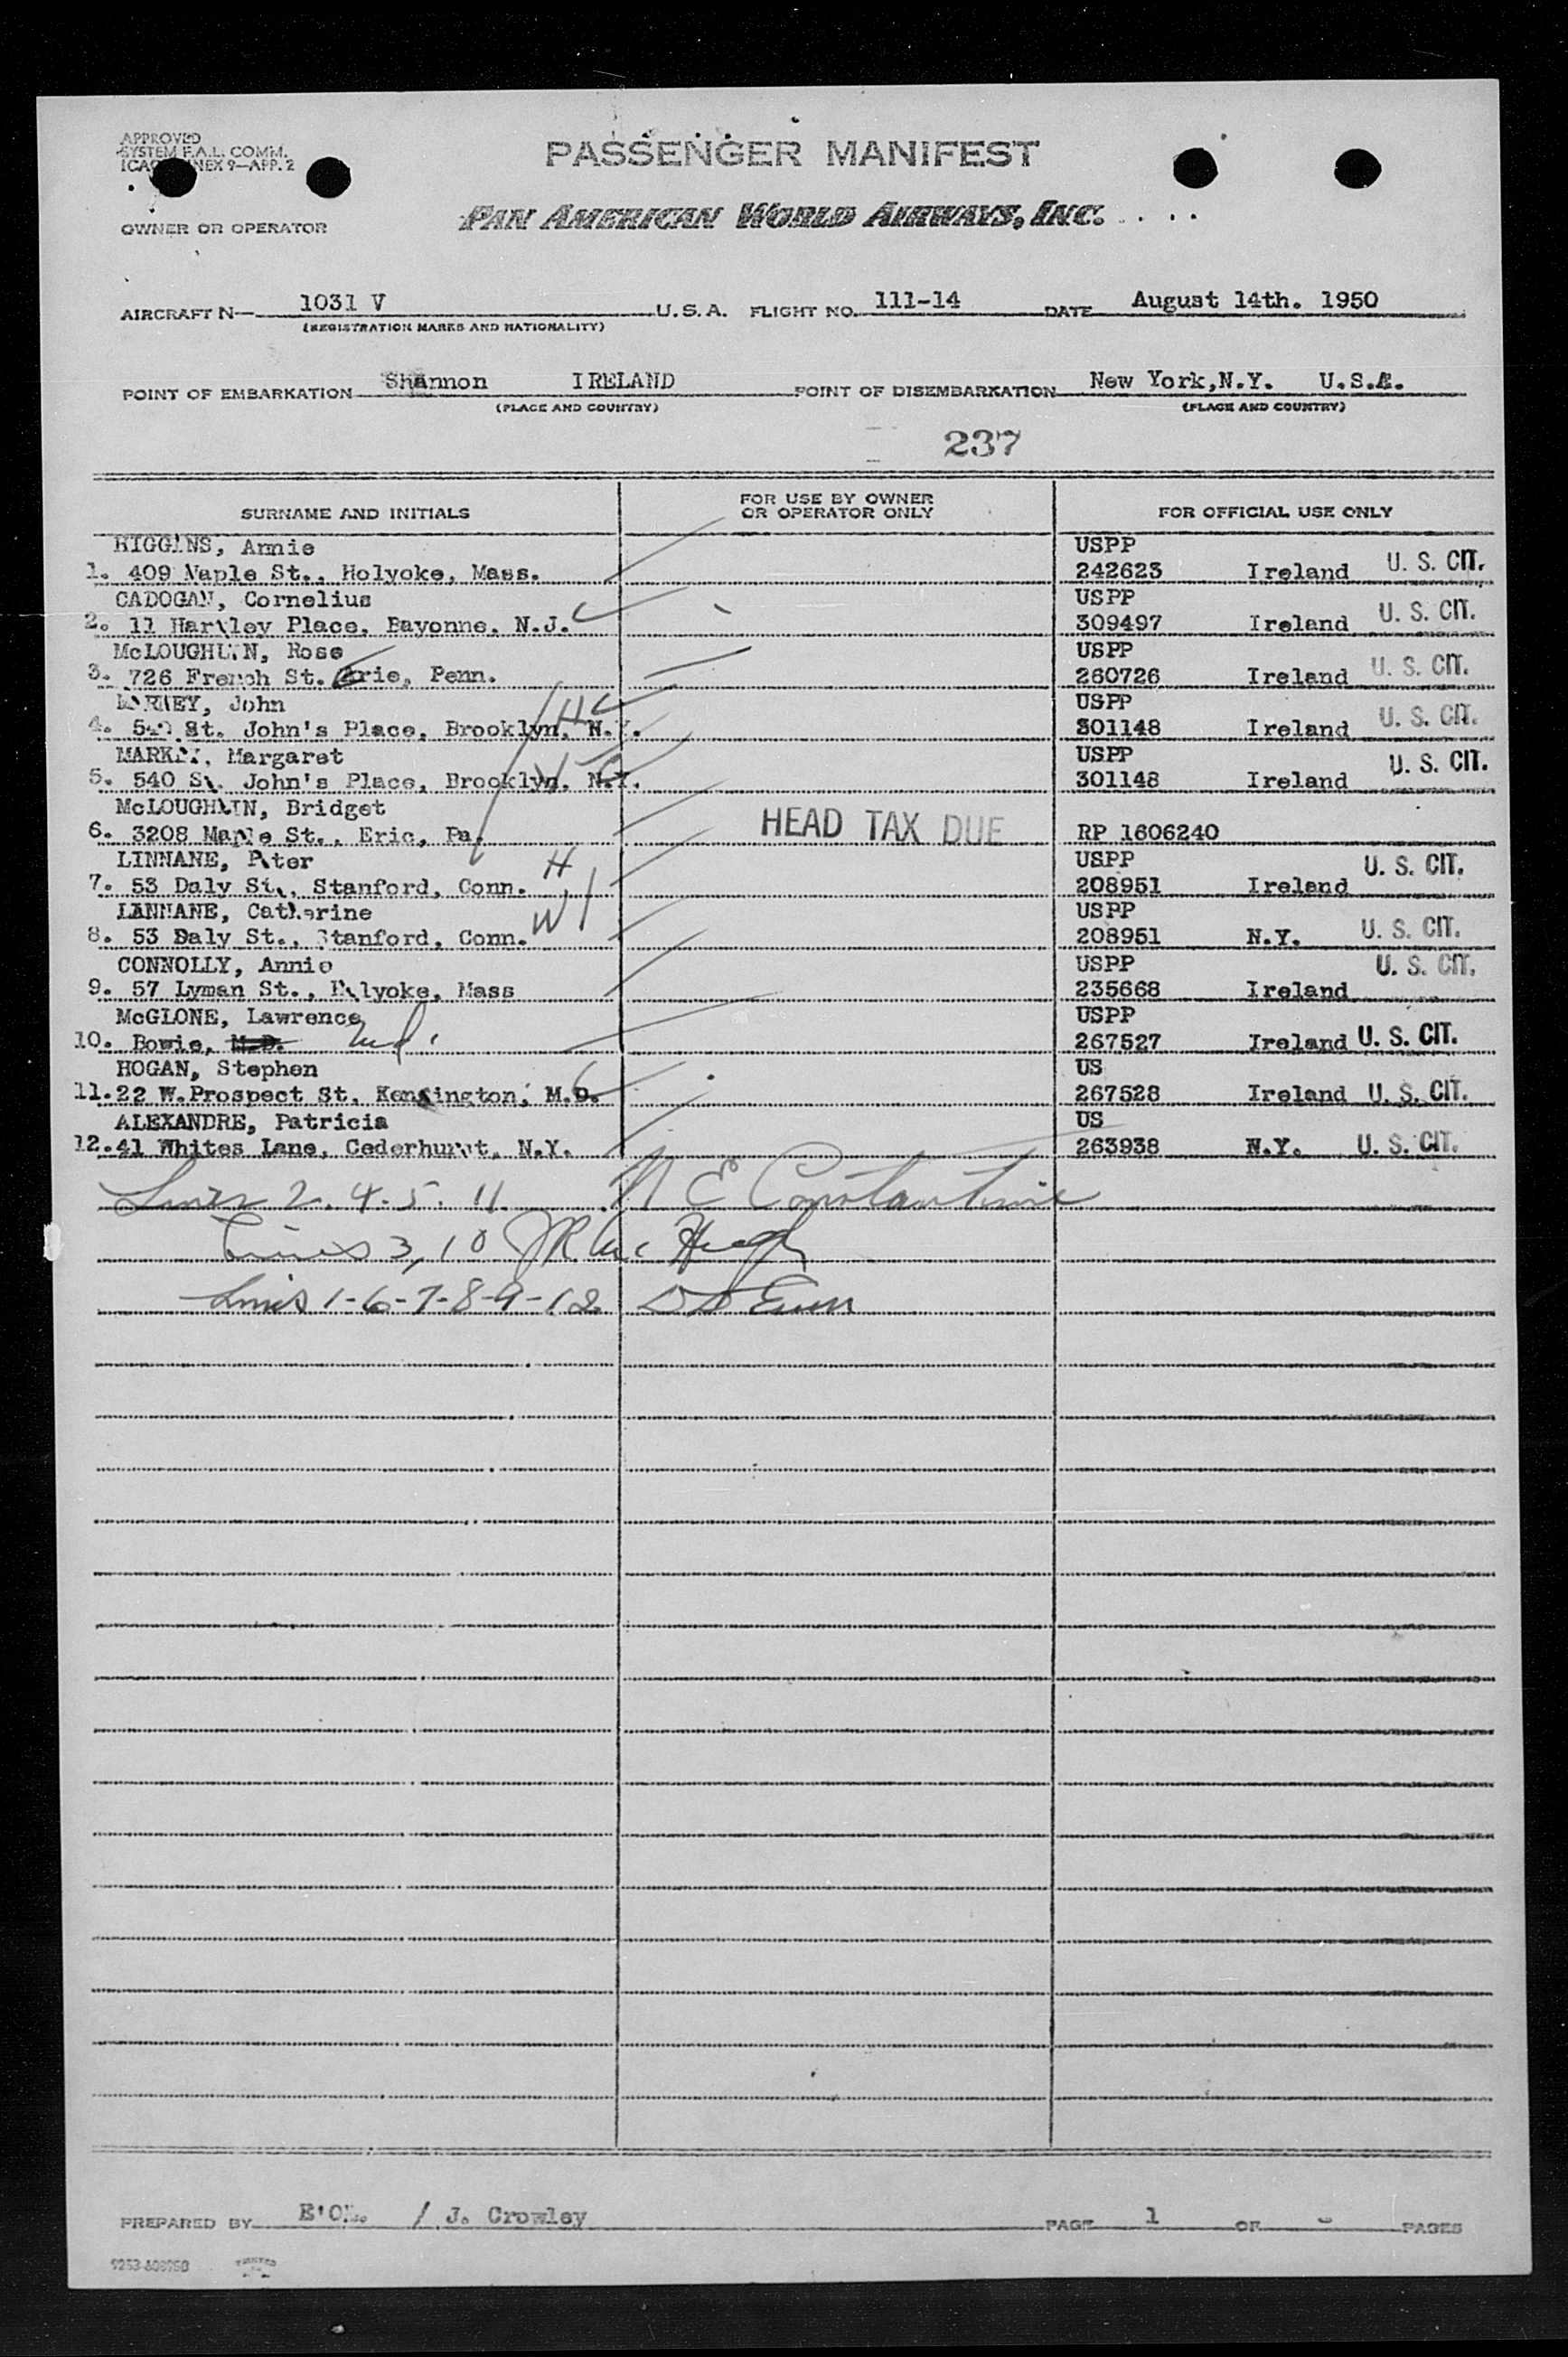 APPROVED
SYSTEM F.A.L. COMM.
NEX 9—APP. 2
PASSENGER MANIFEST
OWNER OR OPERATOR PAN AMERICAN WORLD AIRWAYS, INC.
AIRCRAFT N— 1031 V U.S.A. FLIGHT NO. 111-14 DATE August 14th. 1950
(REGISTRATION MARKS AND NATIONALITY)
POINT OF EMBARKATION Shannon IRELAND POINT OF DISEMBARKATION New York,N.Y. U.S.A.
(PLACE AND COUNTRY) (PLACE AND COUNTRY)
237
SURNAME AND INITIALS FOR USE BY OWNER OR OPERATOR ONLY FOR OFFICIAL USE ONLY
HIGGINS, Annie USPP
1. 409 Maple St., Holyoke, Mass. 242623 Ireland U. S. CIT.
CADOGAN, Cornelius USPP
2. 11 Hartley Place, Bayonne, N.J. 309497 Ireland U. S. CIT.
McLOUGHLIN, Rose USPP
3. 726 French St. Erie, Penn. 260726 Ireland U. S. CIT.
John USPP
4. 540 St. John's Place, Brooklyn, N.Y. H 301148 Ireland U. S. CIT.
Margaret USPP
5. 540 St. John's Place, Brooklyn, N.Y. 301148 Ireland U. S. CIT.
McLOUGHLIN, Bridget
6. 3208 Maple St., Erie, Pa. HEAD TAX DUE RP 1606240
LINNANE, Peter USPP
7. 53 Daly St., Stanford, Conn. H 208951 Ireland U. S. CIT.
LANNANE, Catherine USPP
8. 53 Daly St., Stanford, Conn. W 208951 N.Y. U. S. CIT.
CONNOLLY, Annie USPP
9. 57 Lyman St., Holyoke, Mass 235668 Ireland U. S. CIT.
McGLONE, Lawrence USPP
10. Bowie, M.D. Md. 267527 Ireland U. S. CIT.
HOGAN, Stephen US
11. 22 W.Prospect St. Kensington, M.D. 267528 Ireland U. S. CIT.
ALEXANDRE, Patricia US
12. 41 Whites Lane, Cederhurst, N.Y. 263938 N.Y. U. S. CIT.
Lines 2. 4. 5. 11. N E Constantine
Lines 3, 10 J R Mc Hugh
Lines 1-6-7-8-9-12
PREPARED BY / J. Crowley PAGE 1 OF PAGES